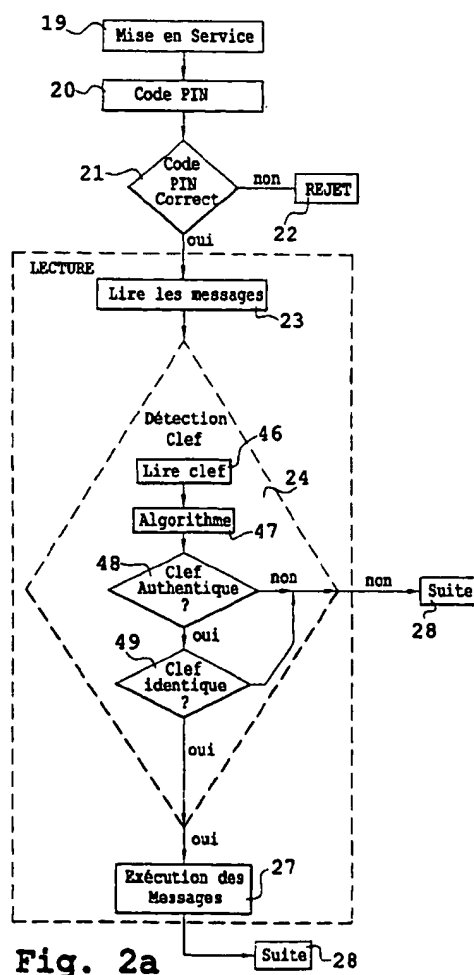 19
Mise en Service
20
Code PIN
21
Code
PIN
Correct
non
REJET
22
oui
LECTURE
Lire les messages
23
Détection
Clef
46
Lire clef
24
Algorithme
47
48
Clef
Authentique
?
non
non
Suite
28
oui
49
Clef
identique
?
oui
oui
Exécution des
Messages
27
Suite
28
Fig. 2a